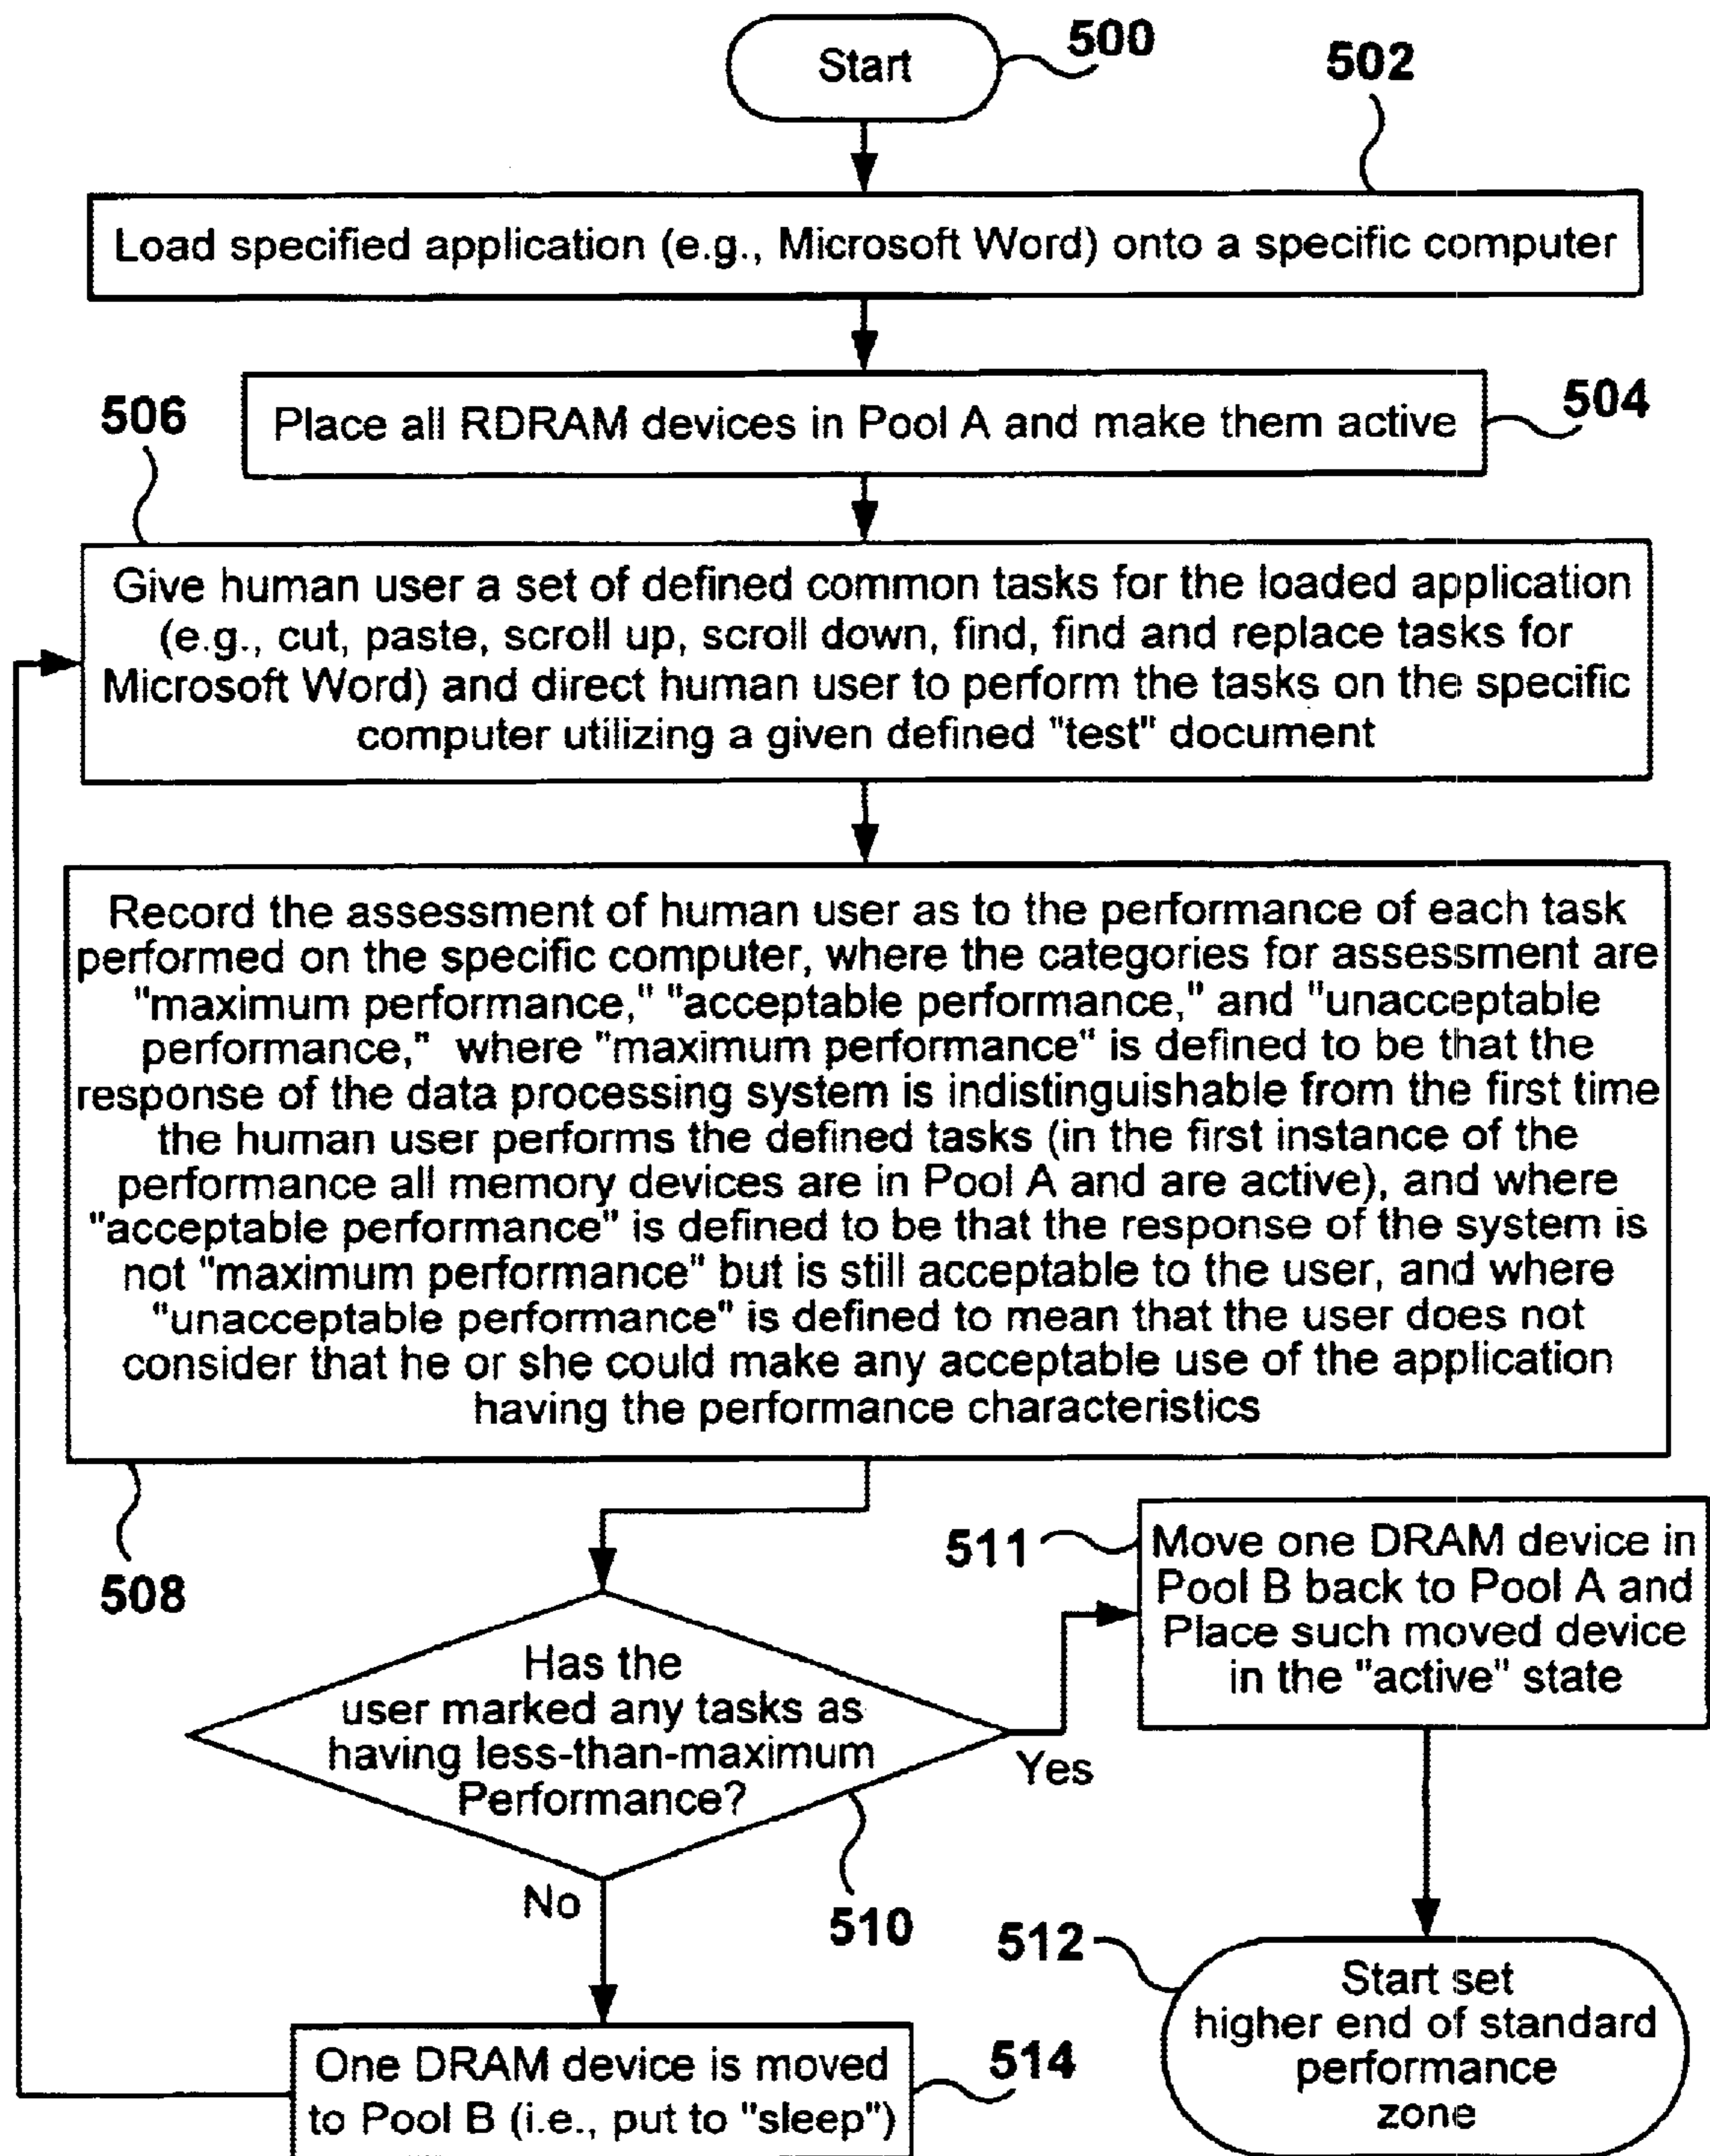 Start
500
502
Load specified application (e.g., Microsoft Word) onto a specific computer
Place all RDRAM devices in Pool A and make them active
504
506
Give human user a set of defined common tasks for the loaded application
(e.g., cut, paste, scroll up, scroll down, find, find and replace tasks for
Microsoft Word) and direct human user to perform the tasks on the specific
computer utilizing a given defined "test" document
Record the assessment of human user as to the performance of each task
performed on the specific computer, where the categories for assessment are
"maximum performance," "acceptable performance," and "unacceptable
performance," where "maximum performance" is defined to be that the
response of the data processing system is indistinguishable from the first time
the human user performs the defined tasks (in the first instance of the
performance all memory devices are in Pool A and are active), and where
"acceptable performance" is defined to be that the response of the system is
not "maximum performance" but is still acceptable to the user, and where
"unacceptable performance" is defined to mean that the user does not
consider that he or she could make any acceptable use of the application
having the performance characteristics
508
Has the
user marked any tasks as
having less-than-maximum
Performance?
510
Yes
No
511
Move one DRAM device in
Pool B back to Pool A and
Place such moved device
in the "active" state
512
Start set
higher end of standard
performance
zone
One DRAM device is moved
to Pool B (i.e., put to "sleep")
514